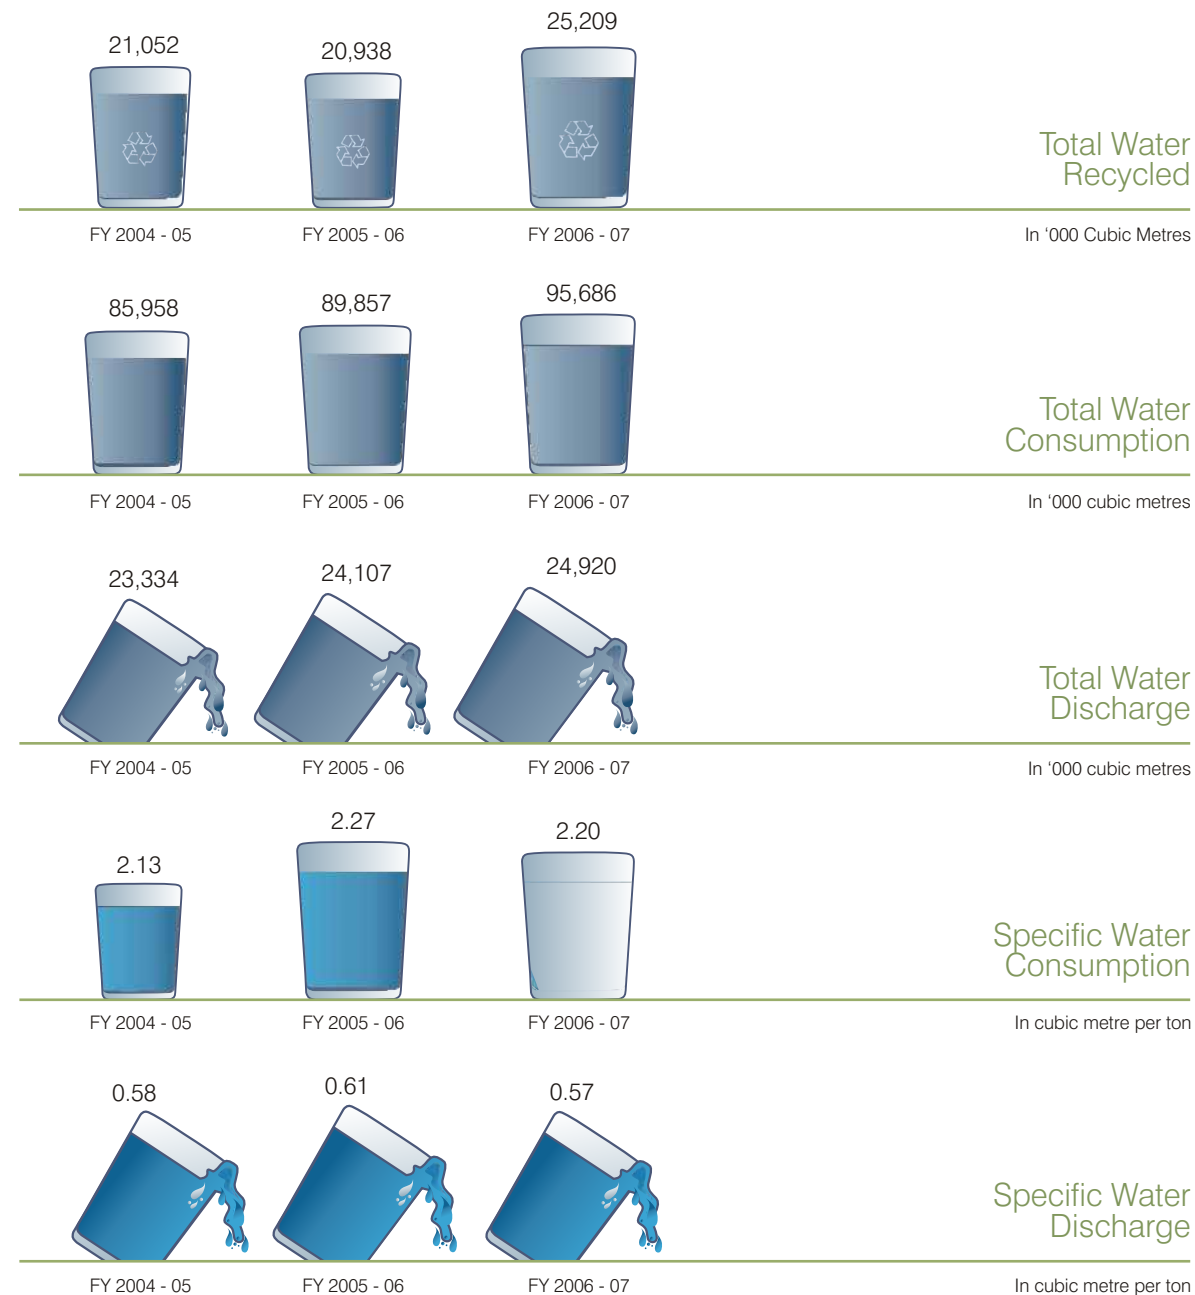 21,052
20,938
25,209
Total Water
Recycled
FY 2004 - 05
FY 2005 - 06
FY 2006 - 07
In ‘000 Cubic Metres
85,958
89,857
95,686
Total Water
Consumption
FY 2004 - 05
FY 2005 - 06
FY 2006 - 07
In ‘000 cubic metres
23,334
24,107
24,920
Total Water
Discharge
FY 2004 - 05
FY 2005 - 06
FY 2006 - 07
In ‘000 cubic metres
2.13
2.27
2.20
Specific Water
Consumption
FY 2004 - 05
FY 2005 - 06
FY 2006 - 07
In cubic metre per ton
0.58
0.61
0.57
Specific Water
Discharge
FY 2004 - 05
FY 2005 - 06
FY 2006 - 07
In cubic metre per ton